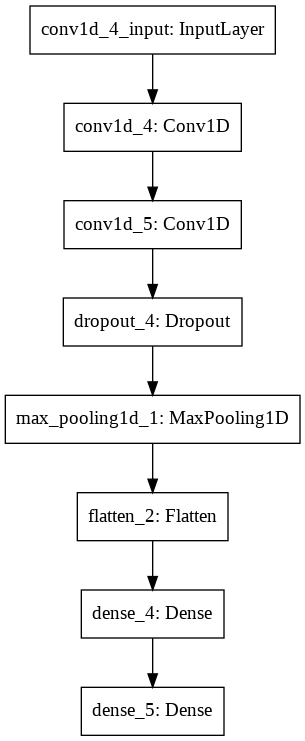 conv1d_4_input: InputLayer
conv1d_4: Conv1D
conv1d_5: Conv1D
dropout_4: Dropout
max_pooling1d_1: MaxPooling1D
flatten_2: Flatten
dense_4: Dense
dense_5: Dense